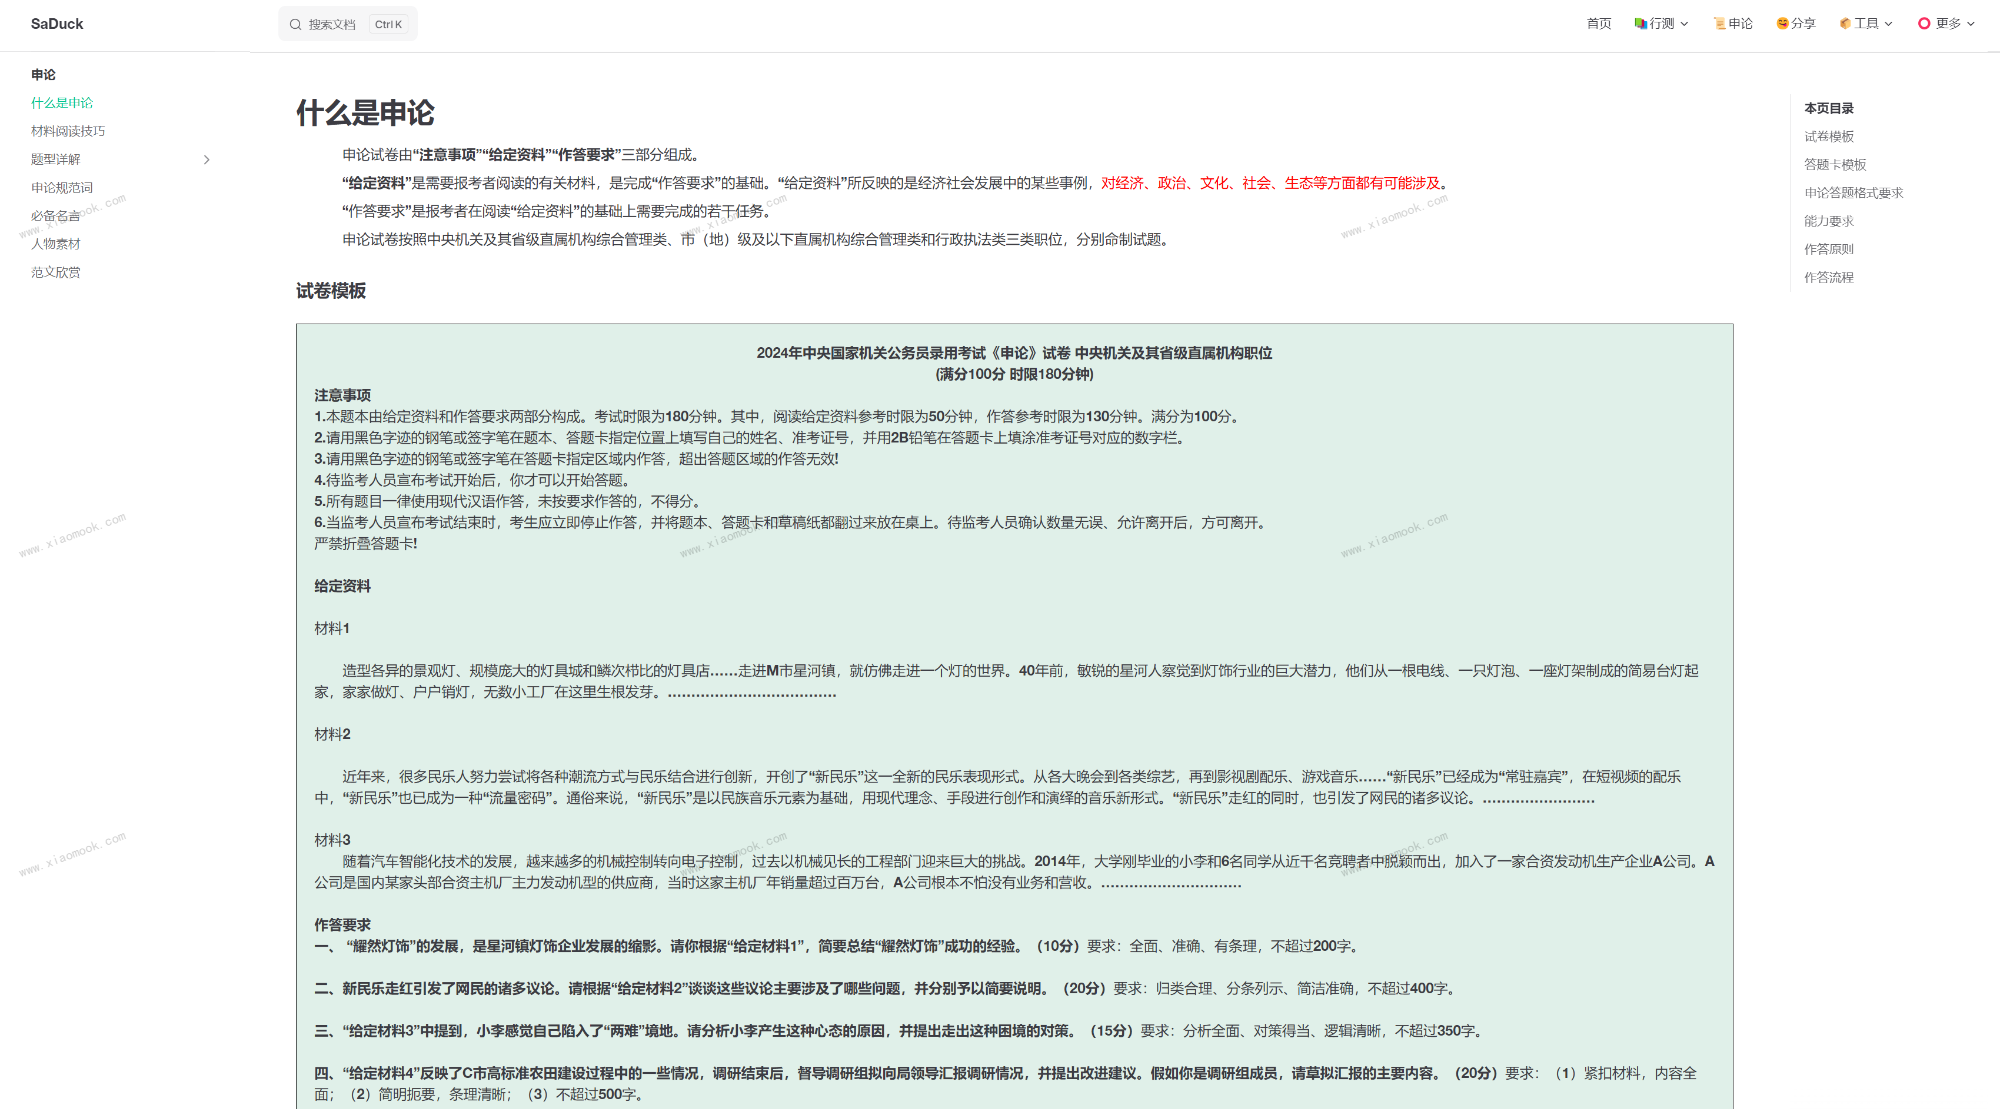 SaDuck
搜索文档 Ctrl K
首页 行测 申论 分享 工具 更多
申论
什么是申论
材料阅读技巧
题型详解
申论规范词
必备名言
人物素材
范文欣赏
什么是申论
申论试卷由“注意事项”“给定资料”“作答要求”三部分组成。
“给定资料”是需要报考者阅读的有关材料，是完成“作答要求”的基础。“给定资料”所反映的是经济社会发展中的某些事例，对经济、政治、文化、社会、生态等方面都有可能涉及。
“作答要求”是报考者在阅读“给定资料”的基础上需要完成的若干任务。
申论试卷按照中央机关及其省级直属机构综合管理类、市（地）级及以下直属机构综合管理类和行政执法类三类职位，分别命制试题。
试卷模板
2024年中央国家机关公务员录用考试《申论》试卷 中央机关及其省级直属机构职位
(满分100分 时限180分钟)
注意事项
1.本题本由给定资料和作答要求两部分构成。考试时限为180分钟。其中，阅读给定资料参考时限为50分钟，作答参考时限为130分钟。满分为100分。
2.请用黑色字迹的钢笔或签字笔在题本、答题卡指定位置上填写自己的姓名、准考证号，并用2B铅笔在答题卡上填涂准考证号对应的数字栏。
3.请用黑色字迹的钢笔或签字笔在答题卡指定区域内作答，超出答题区域的作答无效!
4.待监考人员宣布考试开始后，你才可以开始答题。
5.所有题目一律使用现代汉语作答，未按要求作答的，不得分。
6.当监考人员宣布考试结束时，考生应立即停止作答，并将题本、答题卡和草稿纸都翻过来放在桌上。待监考人员确认数量无误、允许离开后，方可离开。
严禁折叠答题卡!
给定资料
材料1
造型各异的景观灯、规模庞大的灯具城和鳞次栉比的灯具店……走进M市星河镇，就仿佛走进一个灯的世界。40年前，敏锐的星河人察觉到灯饰行业的巨大潜力，他们从一根电线、一只灯泡、一座灯架制成的简易台灯起
家，家家做灯、户户销灯，无数小工厂在这里生根发芽。………………………………
材料2
近年来，很多民乐人努力尝试将各种潮流方式与民乐结合进行创新，开创了“新民乐”这一全新的民乐表现形式。从各大晚会到各类综艺，再到影视剧配乐、游戏音乐……“新民乐”已经成为“常驻嘉宾”，在短视频的配乐
中，“新民乐”也已成为一种“流量密码”。通俗来说，“新民乐”是以民族音乐元素为基础，用现代理念、手段进行创作和演绎的音乐新形式。“新民乐”走红的同时，也引发了网民的诸多议论。……………………
材料3
随着汽车智能化技术的发展，越来越多的机械控制转向电子控制，过去以机械见长的工程部门迎来巨大的挑战。2014年，大学刚毕业的小李和6名同学从近千名竞聘者中脱颖而出，加入了一家合资发动机生产企业A公司。A
公司是国内某家头部合资主机厂主力发动机型的供应商，当时这家主机厂年销量超过百万台，A公司根本不怕没有业务和营收。…………………………
作答要求
一、 “耀然灯饰”的发展，是星河镇灯饰企业发展的缩影。请你根据“给定材料1”，简要总结“耀然灯饰”成功的经验。（10分）要求：全面、准确、有条理，不超过200字。
二、新民乐走红引发了网民的诸多议论。请根据“给定材料2”谈谈这些议论主要涉及了哪些问题，并分别予以简要说明。（20分）要求：归类合理、分条列示、简洁准确，不超过400字。
三、“给定材料3”中提到，小李感觉自己陷入了“两难”境地。请分析小李产生这种心态的原因，并提出走出这种困境的对策。（15分）要求：分析全面、对策得当、逻辑清晰，不超过350字。
四、“给定材料4”反映了C市高标准农田建设过程中的一些情况，调研结束后，督导调研组拟向局领导汇报调研情况，并提出改进建议。假如你是调研组成员，请草拟汇报的主要内容。（20分）要求：（1）紧扣材料，内容全
面；（2）简明扼要，条理清晰；（3）不超过500字。
本页目录
试卷模板
答题卡模板
申论答题格式要求
能力要求
作答原则
作答流程
www.xiaomook.com
www.xiaomook.com
www.xiaomook.com
www.xiaomook.com
www.xiaomook.com
www.xiaomook.com
www.xiaomook.com
www.xiaomook.com
www.xiaomook.com